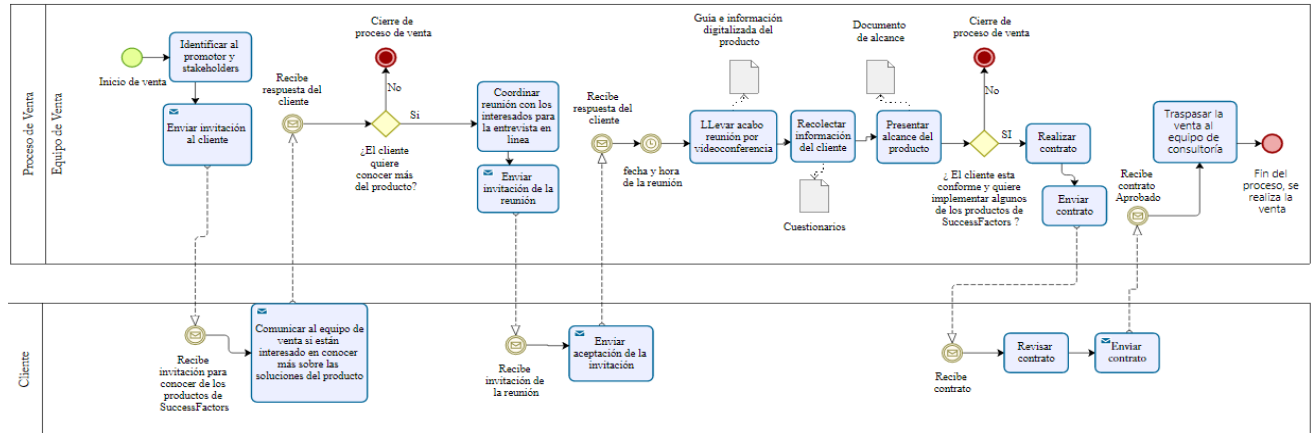 Proceso de Venta
Equipo de Venta
Inicio de venta
Identificar al
promotor y
stakeholders
Enviar invitación
al cliente
Recibe
respuesta del
cliente
Cierre de
proceso de venta
No
Si
¿El cliente
quiere
conocer más
del producto?
Coordinar
reunión con los
interesados para
la entrevista en
linea
Enviar
invitación de la
reunión
Recibe
respuesta del
cliente
fecha y hora
de la reunión
Guía e información
digitalizada del
producto
LLevar acabo
reunión por
videoconferencia
Recolectar
información
del cliente
Cuestionarios
Documento
de alcance
Presentar
alcance del
producto
Cierre de
proceso de venta
No
SI
¿ El cliente esta
conforme y quiere
implementar algunos
de los productos de
SuccessFactors ?
Realizar
contrato
Enviar
contrato
Recibe
contrato
Aprobado
Traspasar la
venta al
equipo de
consultoría
Fin del
proceso, se
realiza la
venta
Cliente
Recibe
invitación para
conocer de los
productos de
SuccessFactors
Comunicar al equipo de
venta si están
interesado en conocer
más sobre las
soluciones del producto
Recibe
invitación de
la reunión
Enviar
aceptación de la
invitación
Recibe
contrato
Revisar
contrato
Enviar
contrato